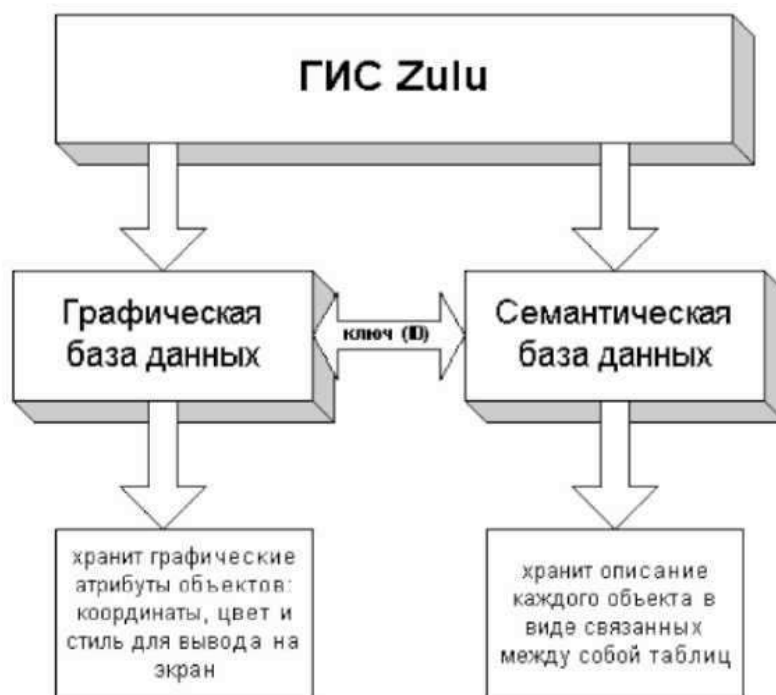 ГИС Zulu
Графическая
база данных
ключ (ID)
Семантическая
база данных
хранит графические
атрибуты объектов:
координаты, цвет и
стиль для вывода на
экран
хранит описание
каждого объекта в
виде связанных
между собой таблиц